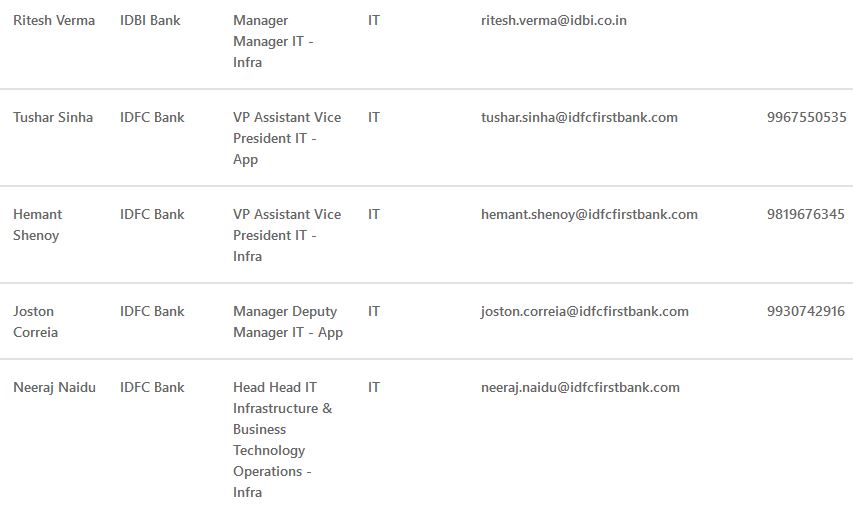 Ritesh Verma IDBI Bank Manager IT ritesh.verma@idbi.co.in
Manager IT -
Infra
Tushar Sinha IDFC Bank VP Assistant Vice IT tushar.sinha@idfcfirstbank.com 9967550535
President IT -
App
Hemant IDFC Bank VP Assistant Vice IT hemant.shenoy@idfcfirstbank.com 9819676345
Shenoy President IT -
Infra
Joston IDFC Bank Manager Deputy IT joston.correia@idfcfirstbank.com 9930742916
Correia Manager IT - App
Neeraj Naidu IDFC Bank Head Head IT IT neeraj.naidu@idfcfirstbank.com
Infrastructure &
Business
Technology
Operations -
Infra